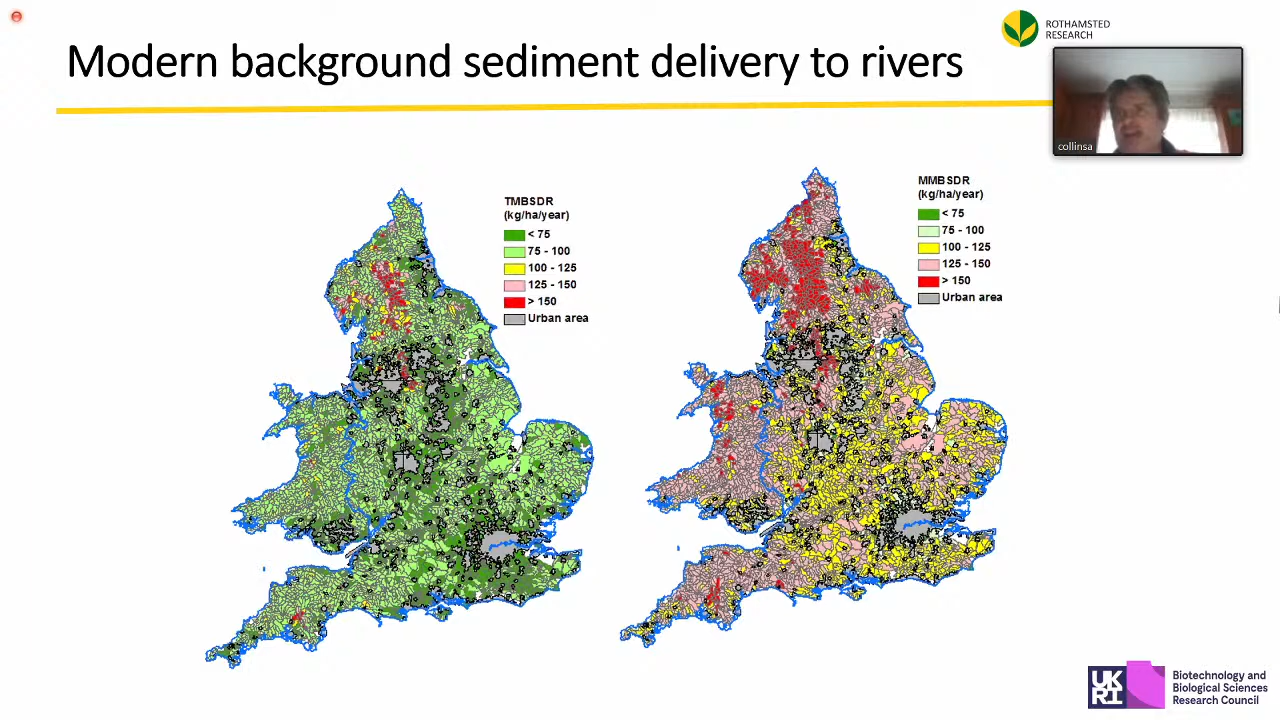 Modern background sediment delivery to rivers
ROTHAMSTED
RESEARCH
collinsa
TMBSDR
(kg/ha/year)
< 75
75 - 100
100 - 125
125 - 150
> 150
Urban area
MMBSDR
(kg/ha/year)
< 75
75 - 100
100 - 125
125 - 150
> 150
Urban area
UK
RI
Biotechnology and
Biological Sciences
Research Council